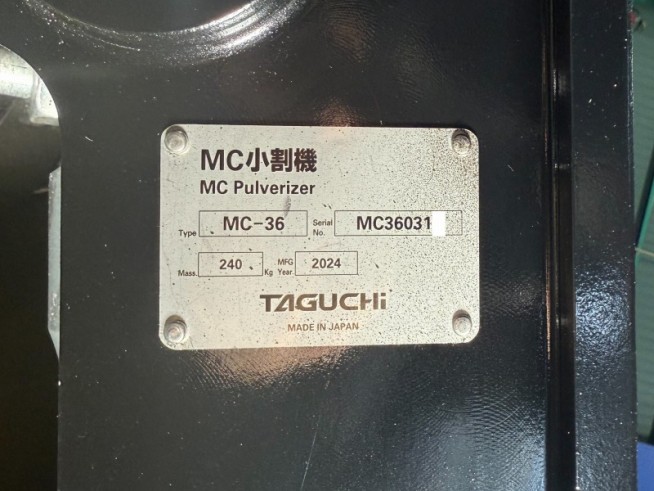 MC小割機
MC Pulverizer
Type MC-36 Serial No. MC36031
Mass. 240 Kg MFG Year. 2024
TAGUCHi
MADE IN JAPAN